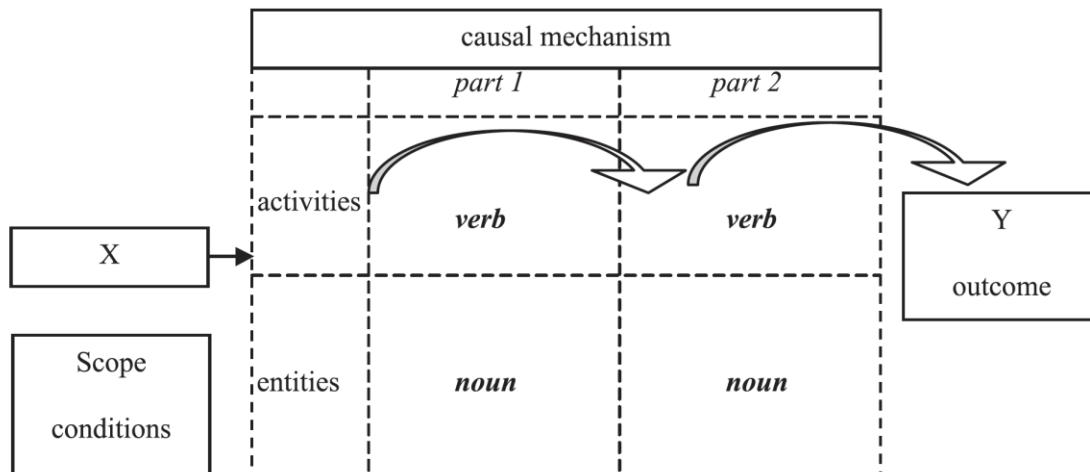 causal mechanism
part 1
part 2
activities
verb
verb
X
Y
outcome
Scope
conditions
entities
noun
noun